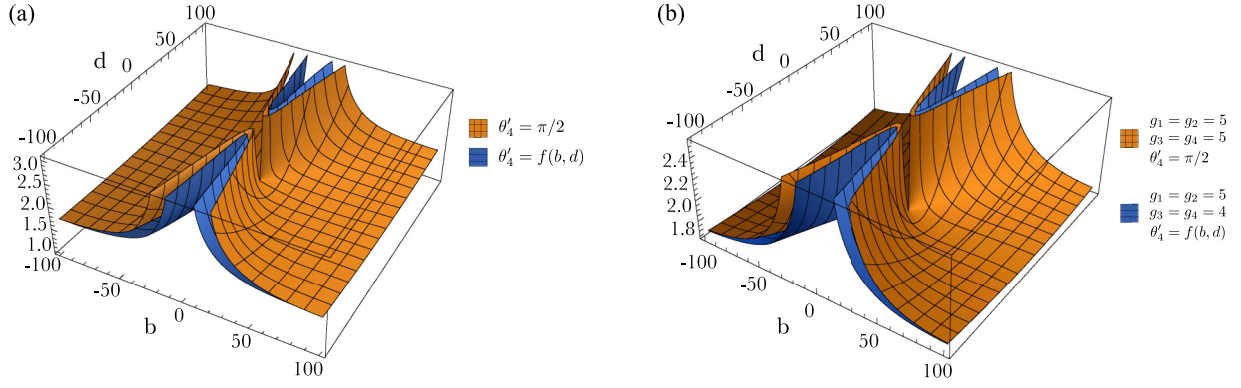 (a)
100
50
d
0
-50
-100
3.0
2.5
2.0
1.5
1.0
-100
-50
b
0
50
100
θ′₄ = π/2
θ′₄ = f(b, d)
(b)
100
50
d
0
-50
-100
2.4
2.2
2.0
1.8
-100
-50
b
0
50
100
g₁ = g₂ = 5
g₃ = g₄ = 5
θ′₄ = π/2
g₁ = g₂ = 5
g₃ = g₄ = 4
θ′₄ = f(b, d)